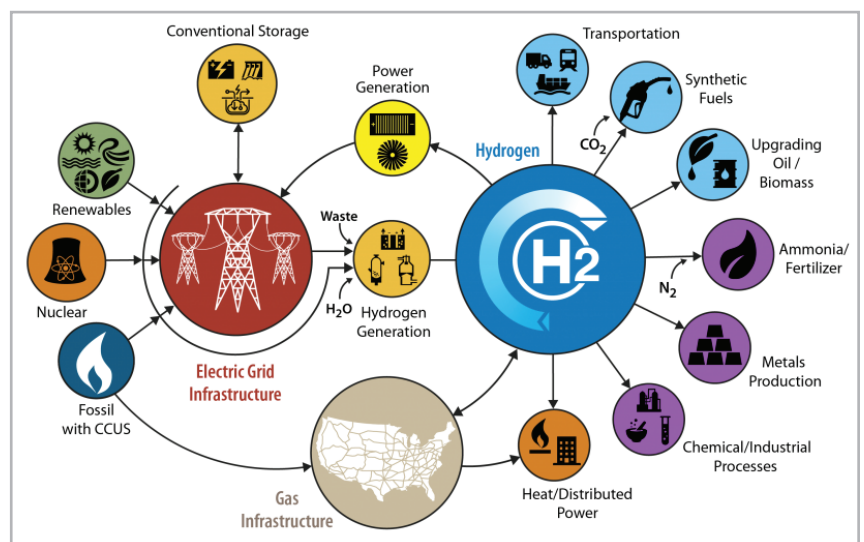 Conventional Storage
Transportation
Power
Generation
Hydrogen
Synthetic
Fuels
CO2
Upgrading
Oil /
Biomass
Renewables
Waste
H2
Ammonia/
Fertilizer
N2
Nuclear
H2O
Hydrogen
Generation
Metals
Production
Electric Grid
Infrastructure
Fossil
with CCUS
Chemical/Industrial
Processes
Gas
Infrastructure
Heat/Distributed
Power